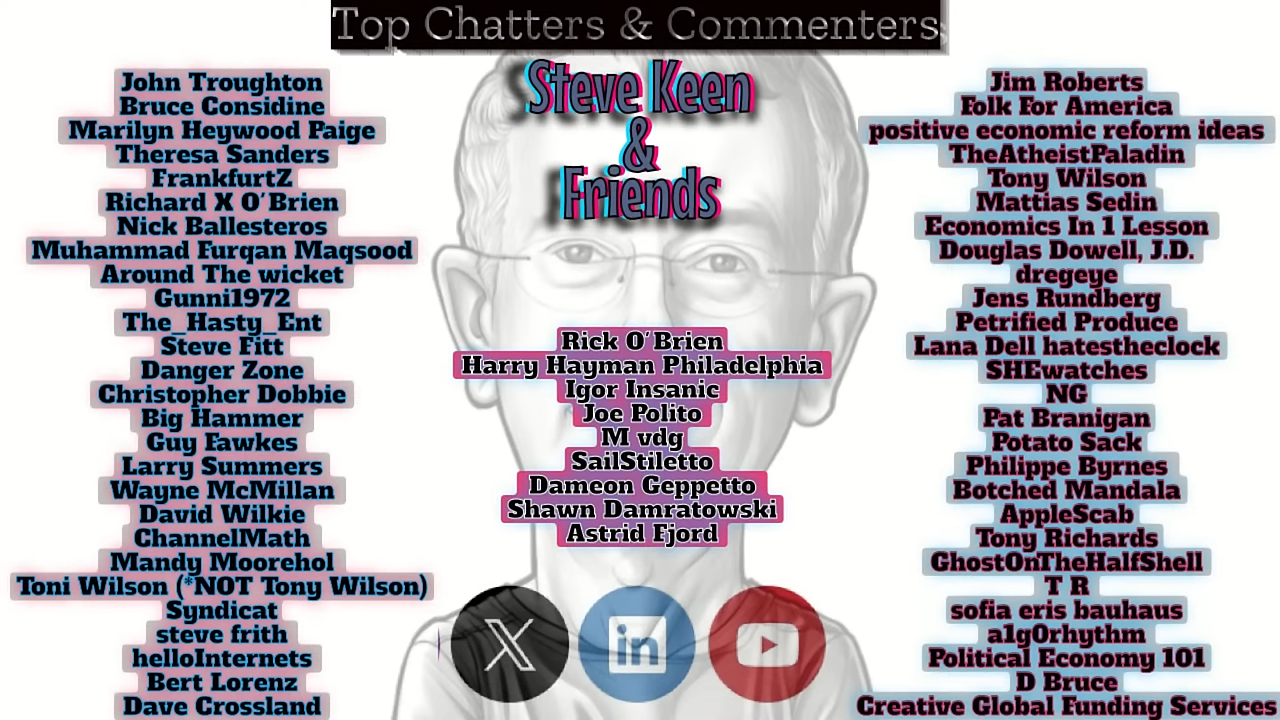 Top Chatters & Commenters
Steve Keen
&
Friends
John Troughton
Bruce Considine
Marilyn Heywood Paige
Theresa Sanders
FrankfurtZ
Richard X O'Brien
Nick Ballesteros
Muhammad Furqan Maqsood
Around The wicket
Gunni1972
The_Hasty_Ent
Steve Fitt
Danger Zone
Christopher Dobbie
Big Hammer
Guy Fawkes
Larry Summers
Wayne McMillan
David Wilkie
ChannelMath
Mandy Moorehol
Toni Wilson (*NOT Tony Wilson)
Syndicat
steve frith
helloInternets
Bert Lorenz
Dave Crossland
Rick O'Brien
Harry Hayman Philadelphia
Igor Insanic
Joe Polito
M vdg
SailStiletto
Dameon Geppetto
Shawn Damratowski
Astrid Fjord
X
in
Jim Roberts
Folk For America
positive economic reform ideas
TheAtheistPaladin
Tony Wilson
Mattias Sedin
Economics In 1 Lesson
Douglas Dowell, J.D.
dregeye
Jens Rundberg
Petrified Produce
Lana Dell hatestheclock
SHEwatches
NG
Pat Branigan
Potato Sack
Philippe Byrnes
Botched Mandala
AppleScab
Tony Richards
GhostOnTheHalfShell
T R
sofia eris bauhaus
a1g0rhythm
Political Economy 101
D Bruce
Creative Global Funding Services